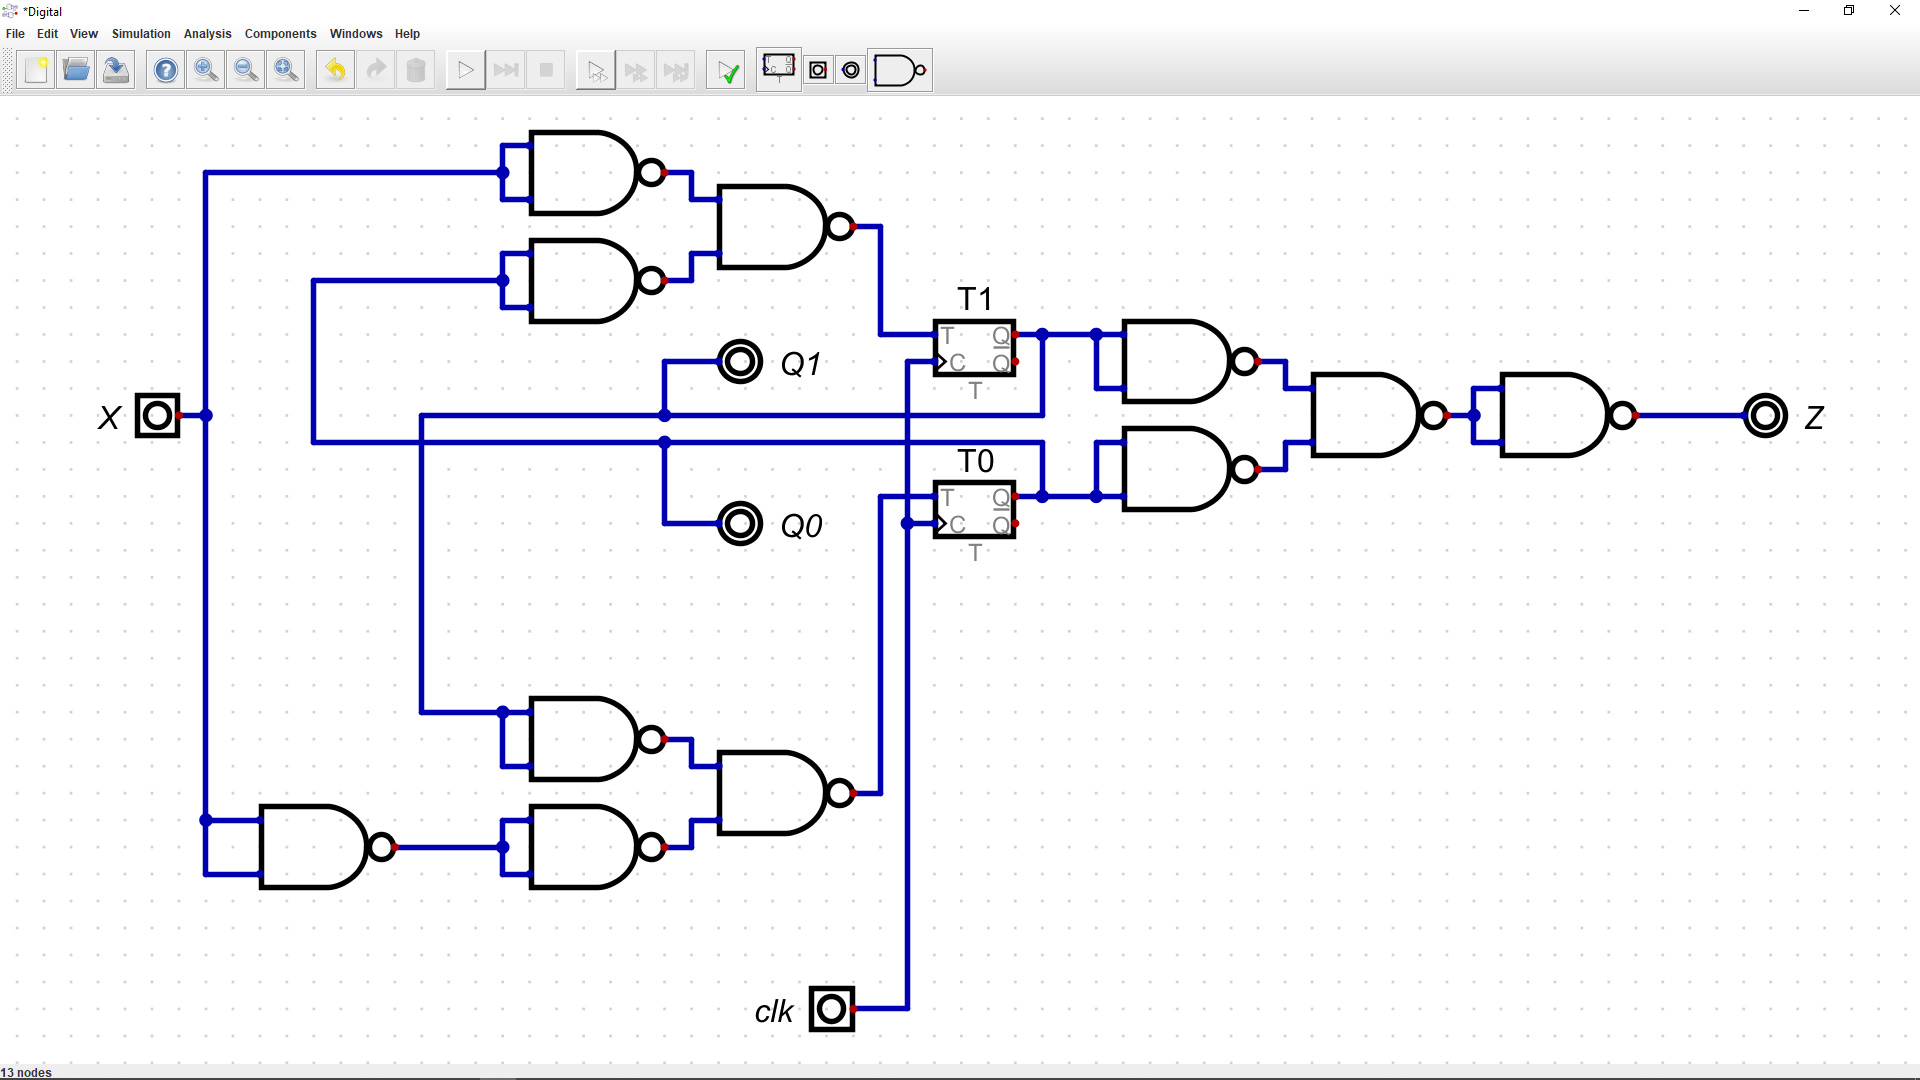 *Digital
File Edit View Simulation Analysis Components Windows Help
T1
T Q
C Q
T
Q1
X
Z
T0
T Q
C Q
T
Q0
clk
13 nodes